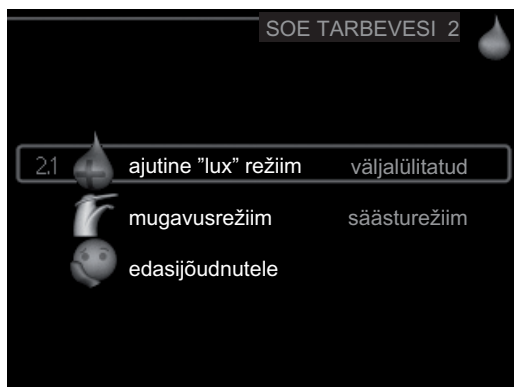 SOE TARBEVESI 2
2.1 ajutine ”lux” režiim väljalülitatud
mugavusrežiim säästurežiim
edasijõudnutele